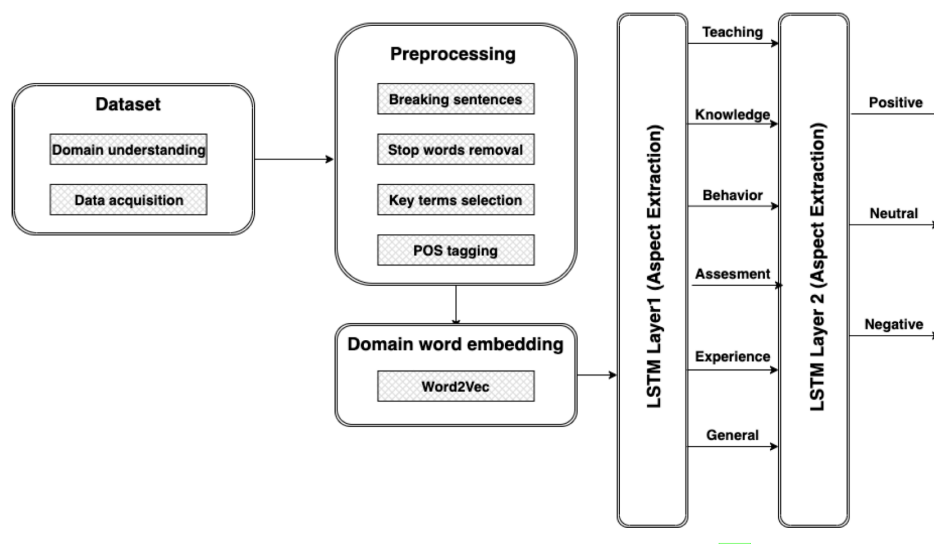 Dataset
Domain understanding
Data acquisition
Preprocessing
Breaking sentences
Stop words removal
Key terms selection
POS tagging
Domain word embedding
Word2Vec
LSTM Layer1 (Aspect Extraction)
Teaching
Knowledge
Behavior
Assesment
Experience
General
LSTM Layer 2 (Aspect Extraction)
Positive
Neutral
Negative